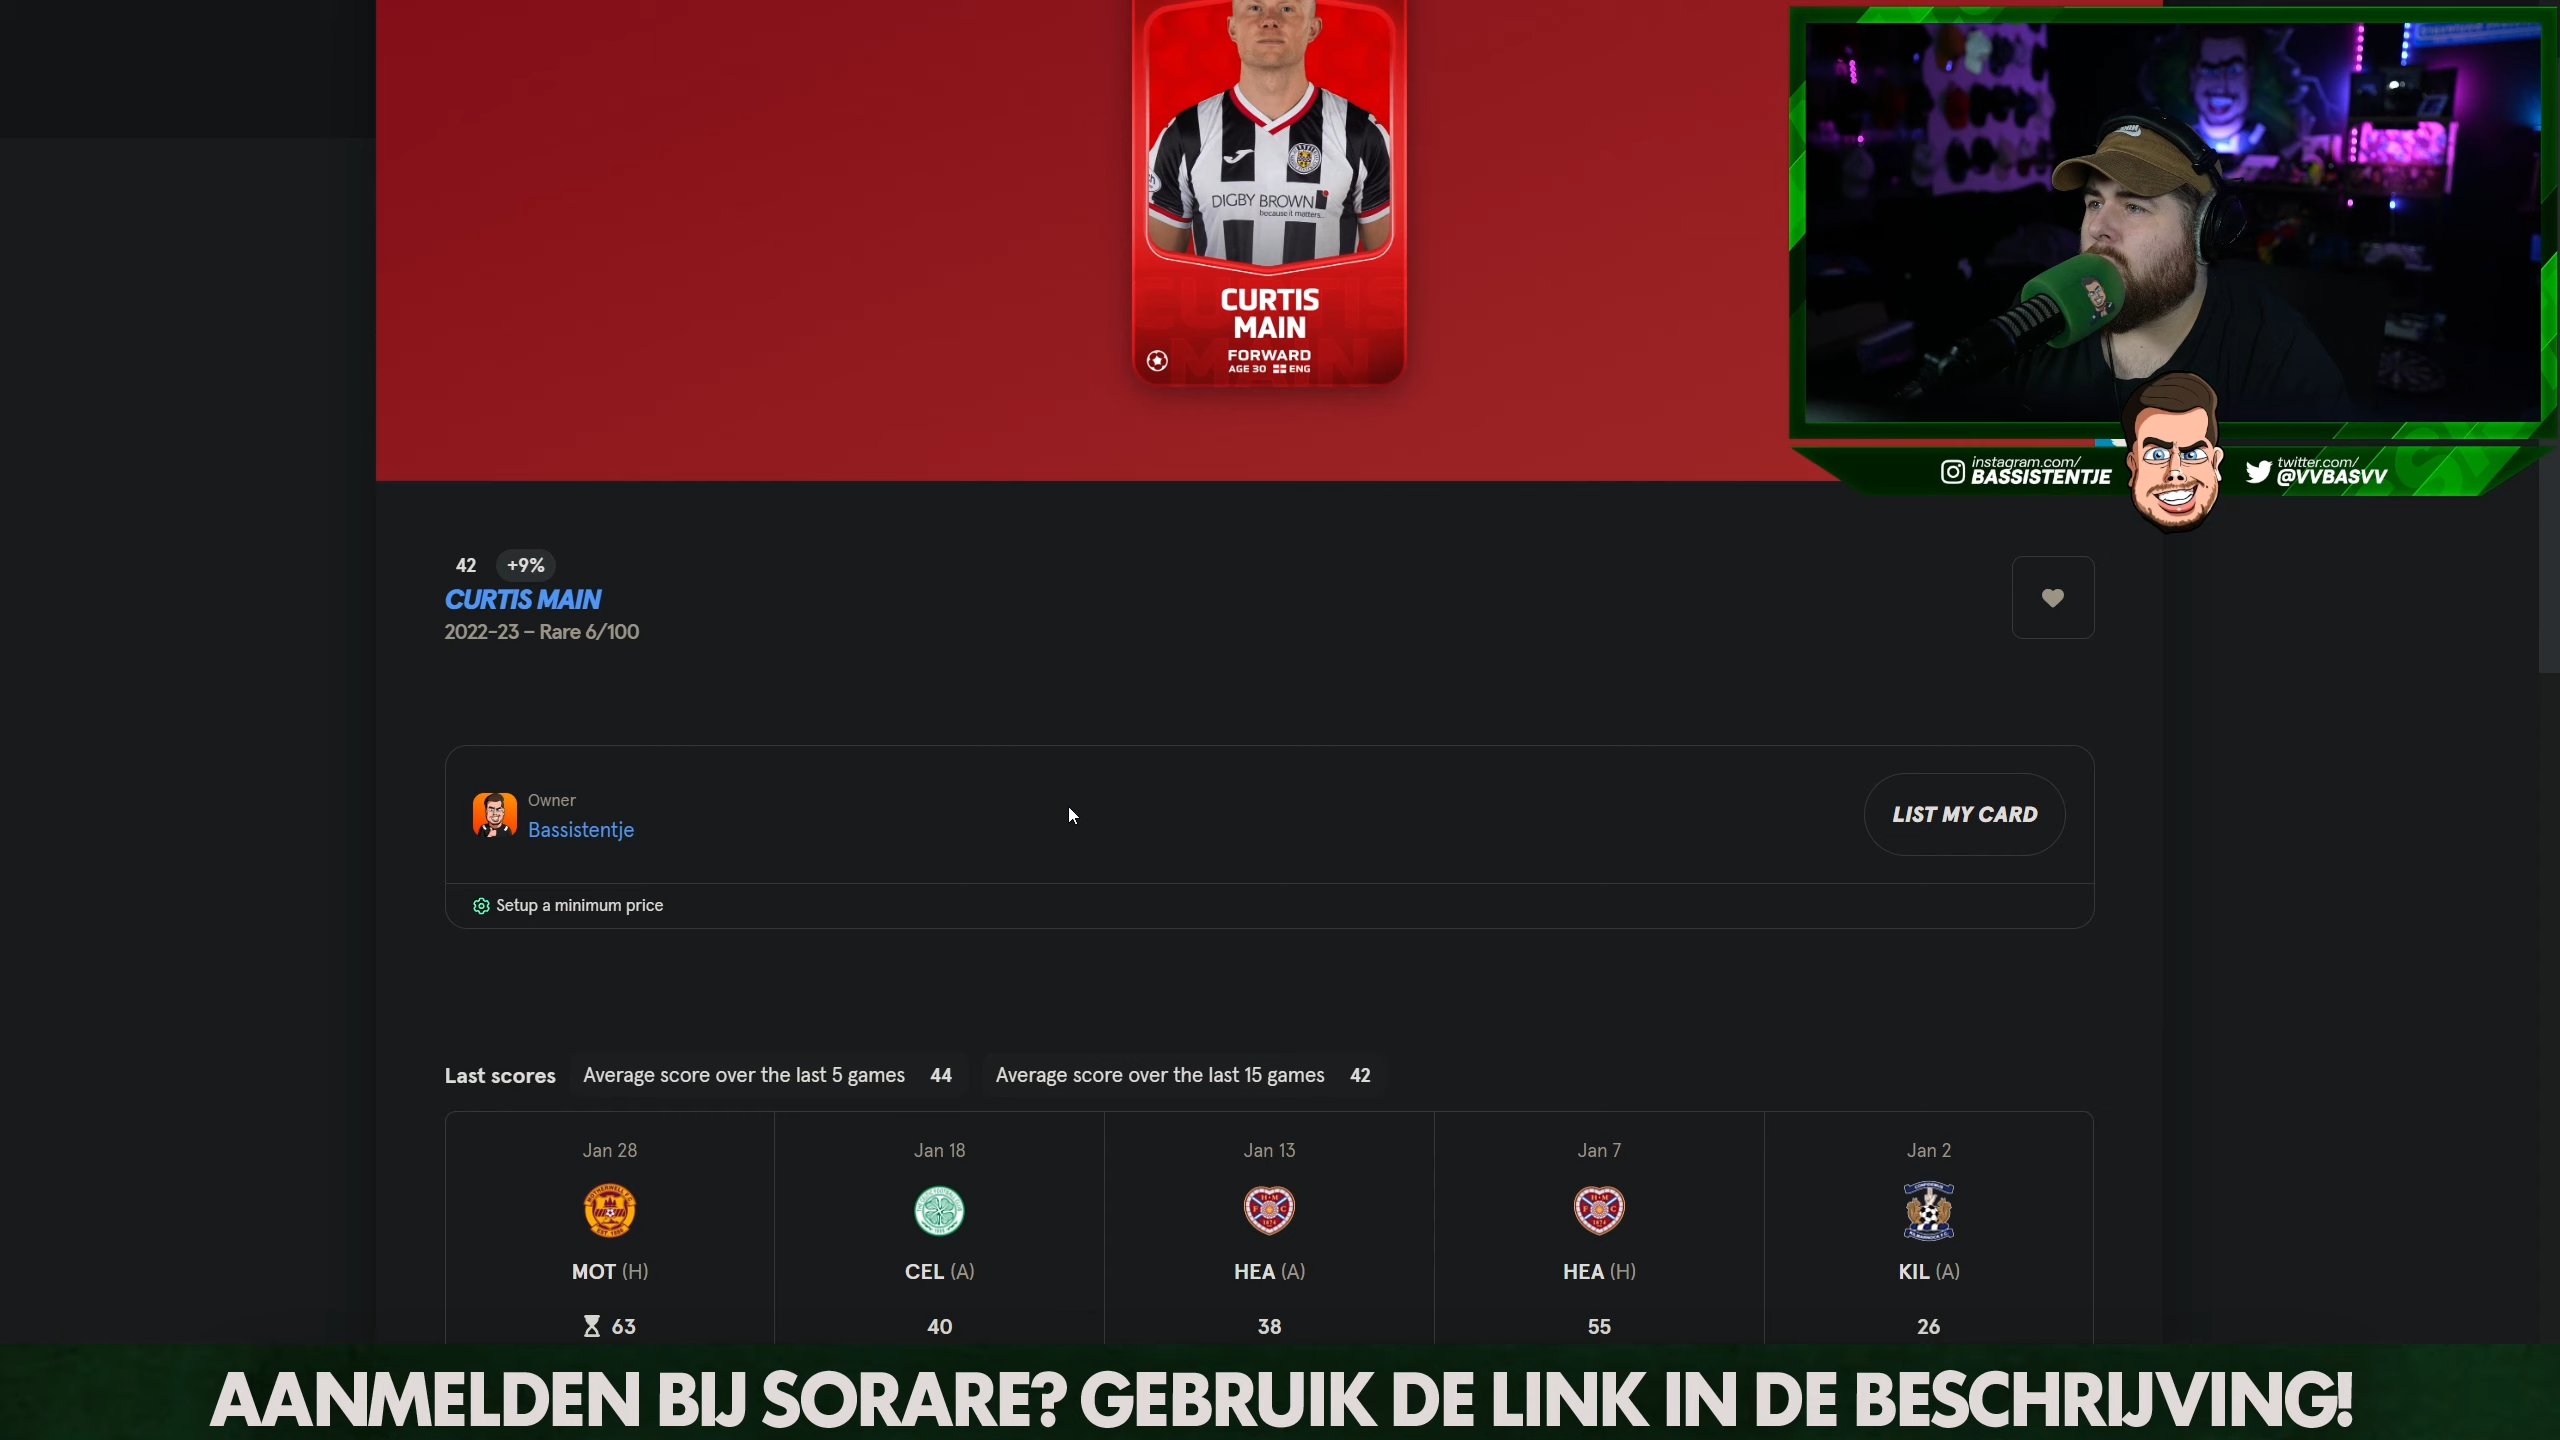 DIGBY BROWN
because it matters...
CURTIS
MAIN
FORWARD
AGE 30 ENG
instagram.com/
BASSISTENTJE
twitter.com/
@VVBASVV
42 +9%
CURTIS MAIN
2022-23 – Rare 6/100
Owner
Bassistentje
LIST MY CARD
Setup a minimum price
Last scores Average score over the last 5 games 44 Average score over the last 15 games 42
Jan 28 Jan 18 Jan 13 Jan 7 Jan 2
MOT (H) CEL (A) HEA (A) HEA (H) KIL (A)
63 40 38 55 26
AANMELDEN BIJ SORARE? GEBRUIK DE LINK IN DE BESCHRIJVING!